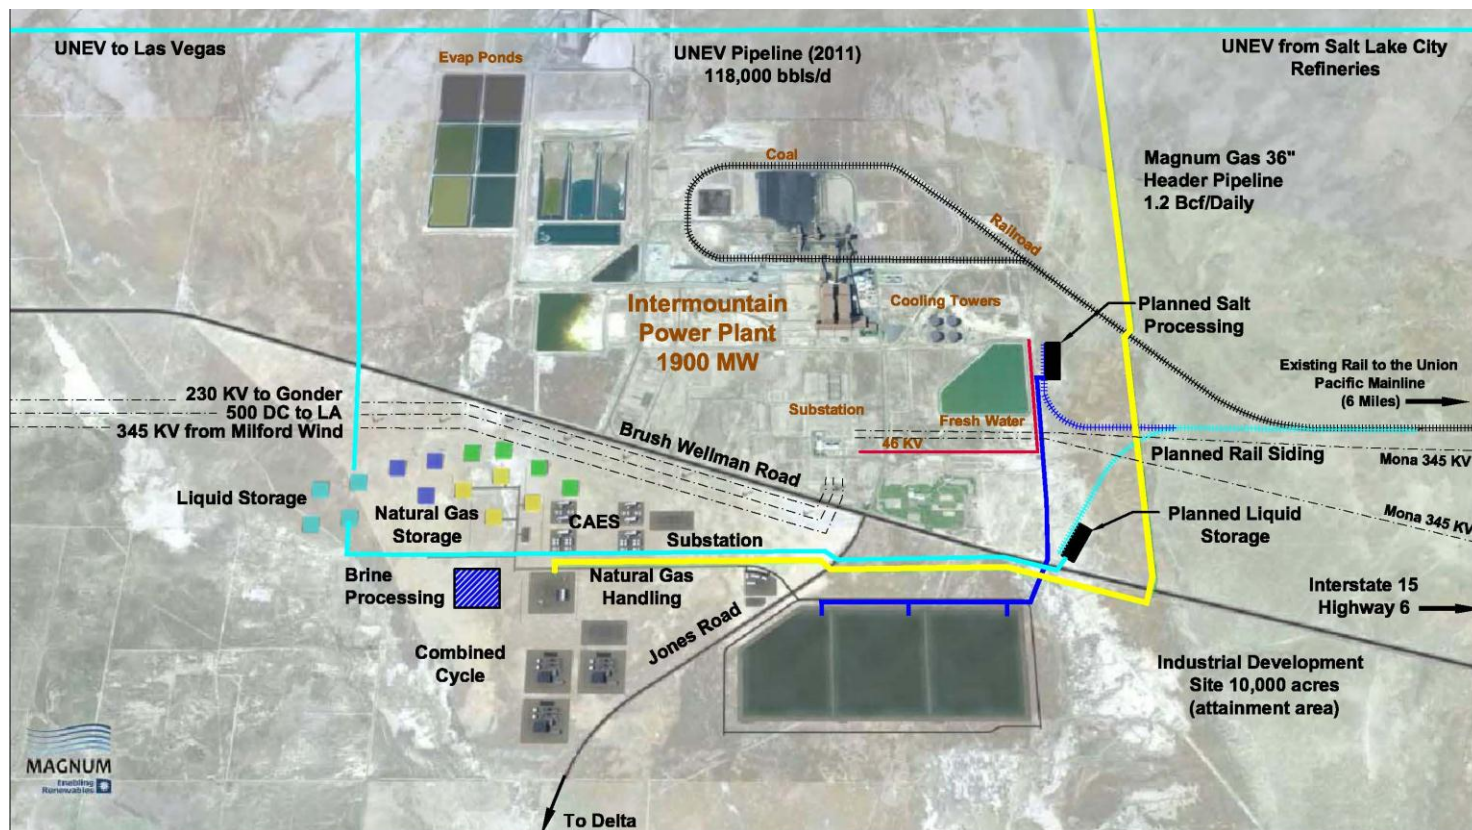 UNEV to Las Vegas
Evap Ponds
UNEV Pipeline (2011)
118,000 bbls/d
UNEV from Salt Lake City
Refineries
Coal
Magnum Gas 36"
Header Pipeline
1.2 Bcf/Daily
Railroad
Intermountain
Power Plant
1900 MW
Cooling Towers
Planned Salt
Processing
Existing Rail to the Union
Pacific Mainline
(6 Miles)
230 KV to Gonder
500 DC to LA
345 KV from Milford Wind
Substation
Fresh Water
46 KV
Brush Wellman Road
Planned Rail Siding
Mona 345 KV
Mona 345 KV
Liquid Storage
Natural Gas
Storage
CAES
Substation
Planned Liquid
Storage
Brine
Processing
Natural Gas
Handling
Interstate 15
Highway 6
Jones Road
Combined
Cycle
Industrial Development
Site 10,000 acres
(attainment area)
MAGNUM
Enabling
Renewables
To Delta